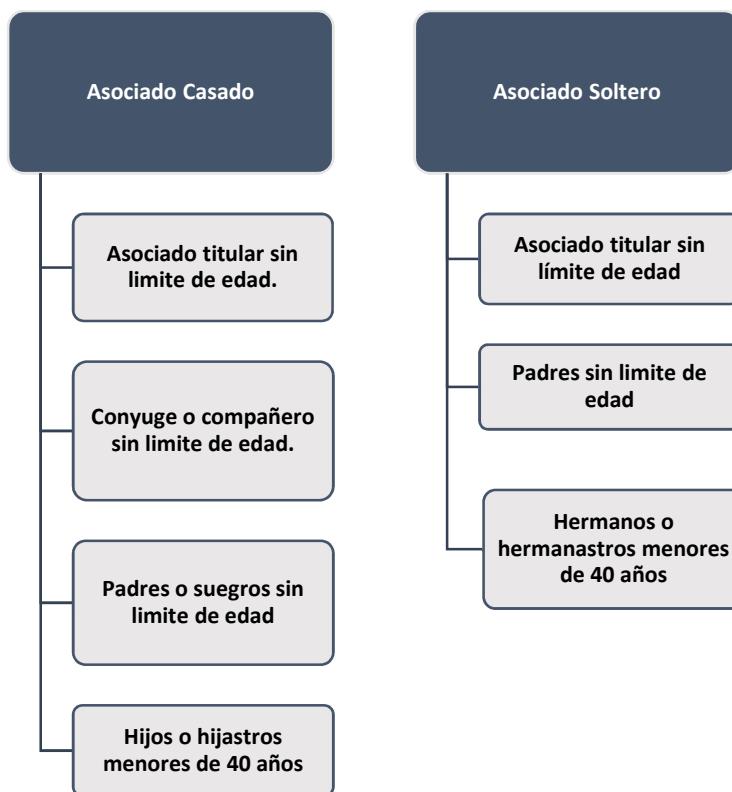 Asociado Casado
Asociado titular sin
limite de edad.
Conyuge o compañero
sin limite de edad.
Padres o suegros sin
limite de edad
Hijos o hijastros
menores de 40 años
Asociado Soltero
Asociado titular sin
límite de edad
Padres sin limite de
edad
Hermanos o
hermanastros menores
de 40 años